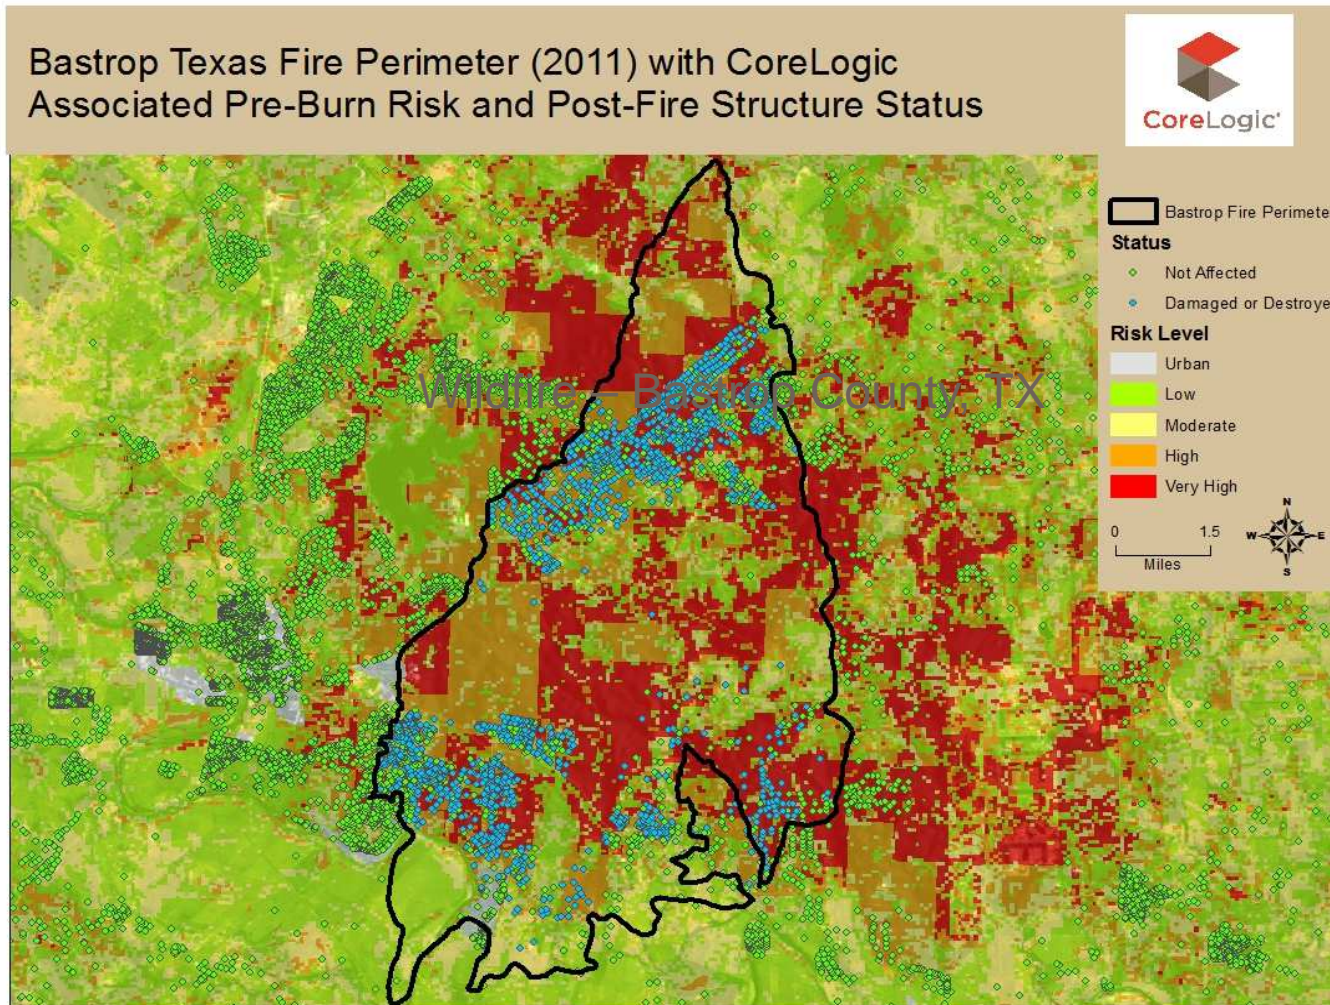 Bastrop Texas Fire Perimeter (2011) with CoreLogic
Associated Pre-Burn Risk and Post-Fire Structure Status
CoreLogic
Wildfire – Bastrop County, TX
Bastrop Fire Perimete
Status
Not Affected
Damaged or Destroye
Risk Level
Urban
Low
Moderate
High
Very High
0 1.5
Miles
N
W E
S